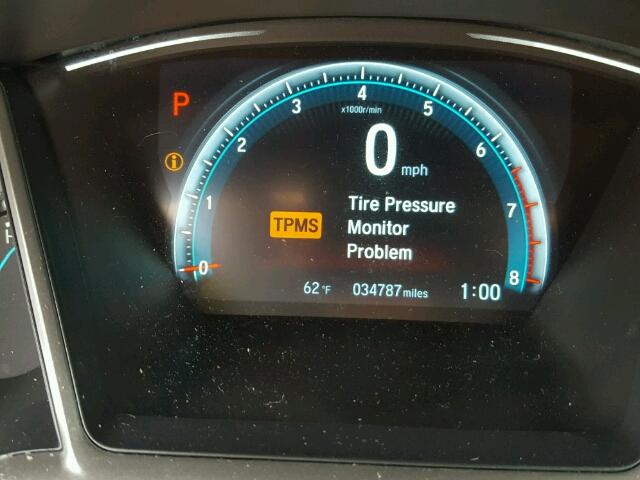 P
4
3
5
x1000r/min
2
6
0 mph
i
1
7
Tire Pressure
TPMS
Monitor
Problem
0
8
62 °F 034787 miles 1:00